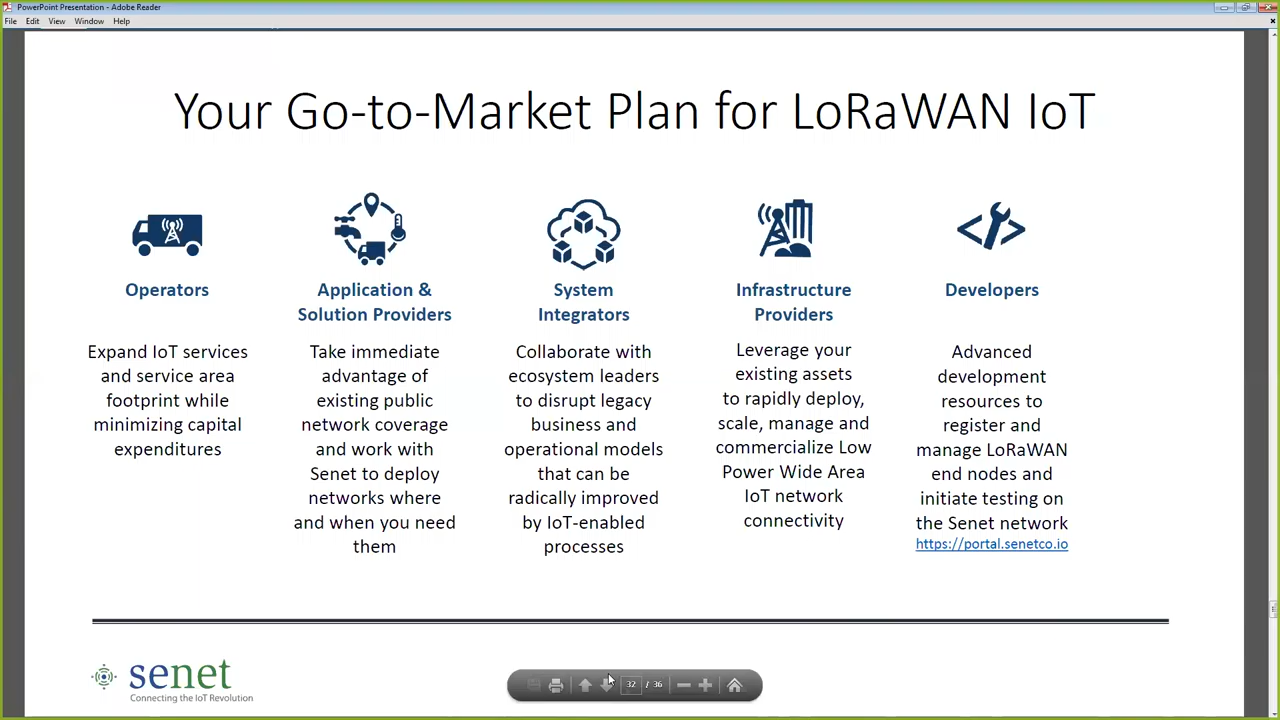 PowerPoint Presentation - Adobe Reader
File Edit View Window Help
Your Go-to-Market Plan for LoRaWAN IoT
Operators
Expand IoT services
and service area
footprint while
minimizing capital
expenditures
Application &
Solution Providers
Take immediate
advantage of
existing public
network coverage
and work with
Senet to deploy
networks where
and when you need
them
System
Integrators
Collaborate with
ecosystem leaders
to disrupt legacy
business and
operational models
that can be
radically improved
by IoT-enabled
processes
Infrastructure
Providers
Leverage your
existing assets
to rapidly deploy,
scale, manage and
commercialize Low
Power Wide Area
IoT network
connectivity
Developers
Advanced
development
resources to
register and
manage LoRaWAN
end nodes and
initiate testing on
the Senet network
https://portal.senetco.io
senet
Connecting the IoT Revolution
32 / 36